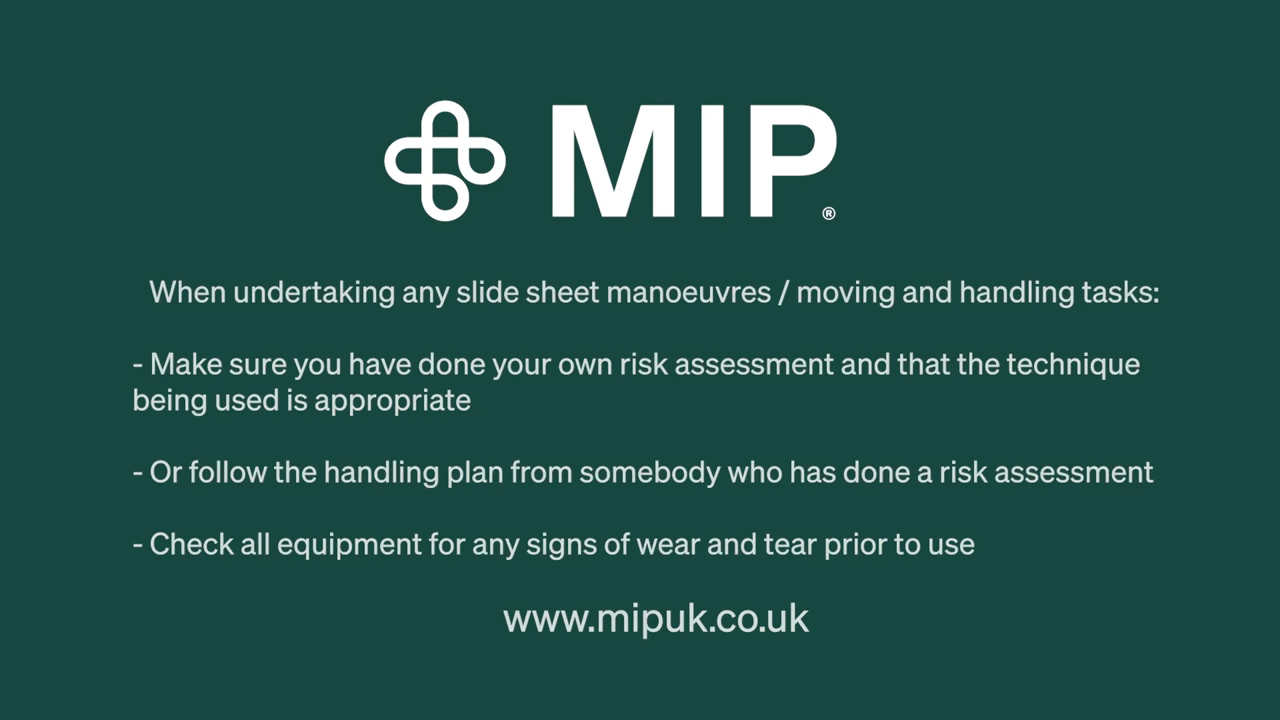 MIP®
When undertaking any slide sheet manoeuvres / moving and handling tasks:
- Make sure you have done your own risk assessment and that the technique
being used is appropriate
- Or follow the handling plan from somebody who has done a risk assessment
- Check all equipment for any signs of wear and tear prior to use
www.mipuk.co.uk